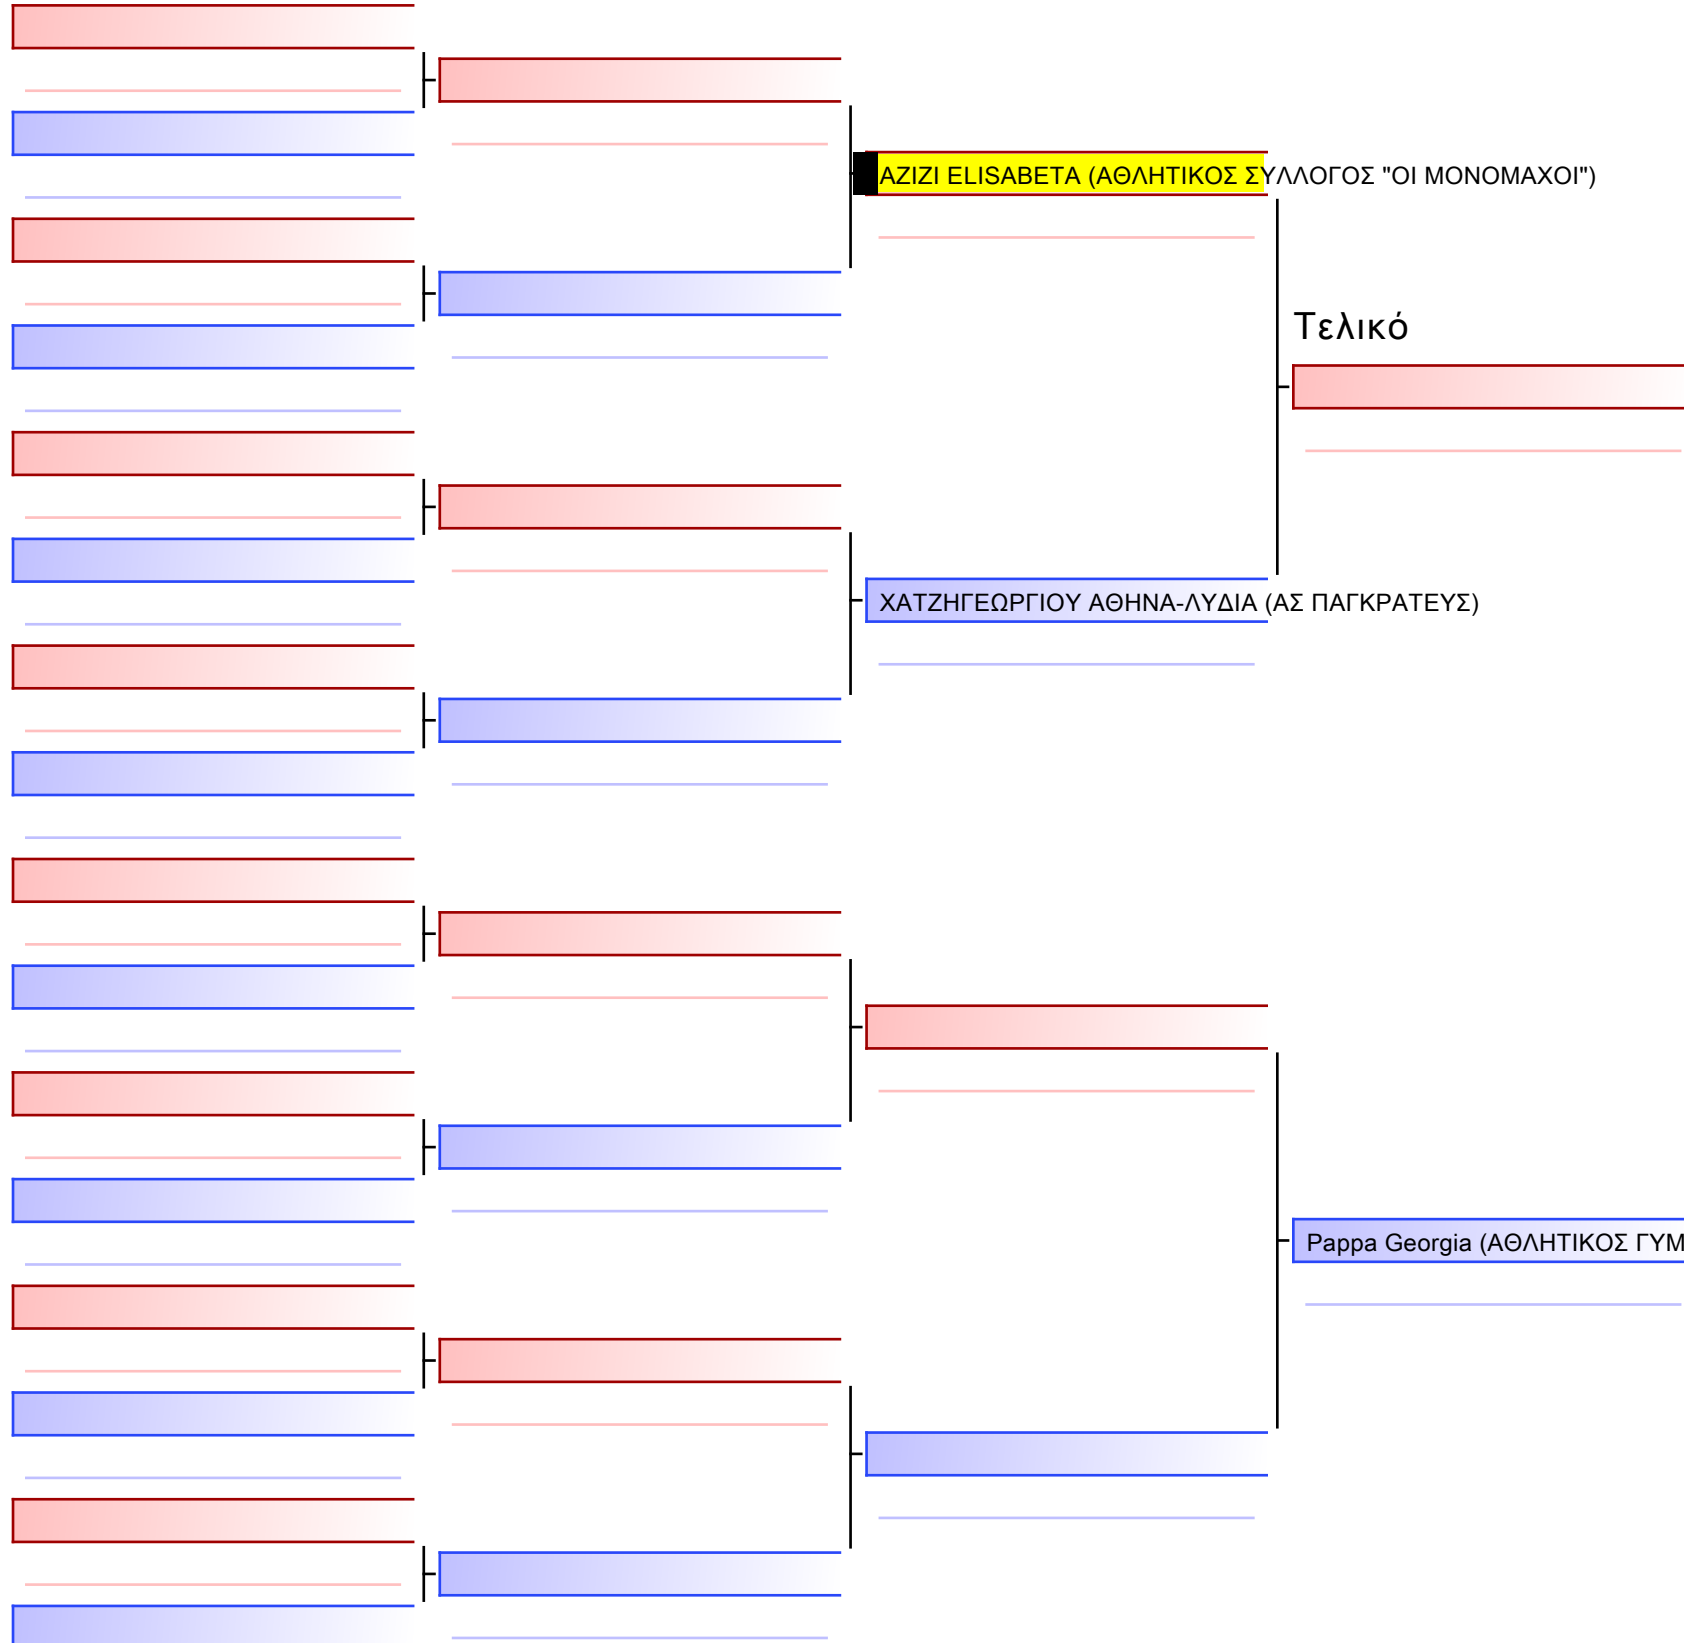 AZIZI ELISABETA (ΑΘΛΗΤΙΚΟΣ ΣΥΛΛΟΓΟΣ "ΟΙ ΜΟΝΟΜΑΧΟΙ")
Τελικό
ΧΑΤΖΗΓΕΩΡΓΙΟΥ ΑΘΗΝΑ-ΛΥΔΙΑ (ΑΣ ΠΑΓΚΡΑΤΕΥΣ)
Pappa Georgia (ΑΘΛΗΤΙΚΟΣ ΓΥΜ